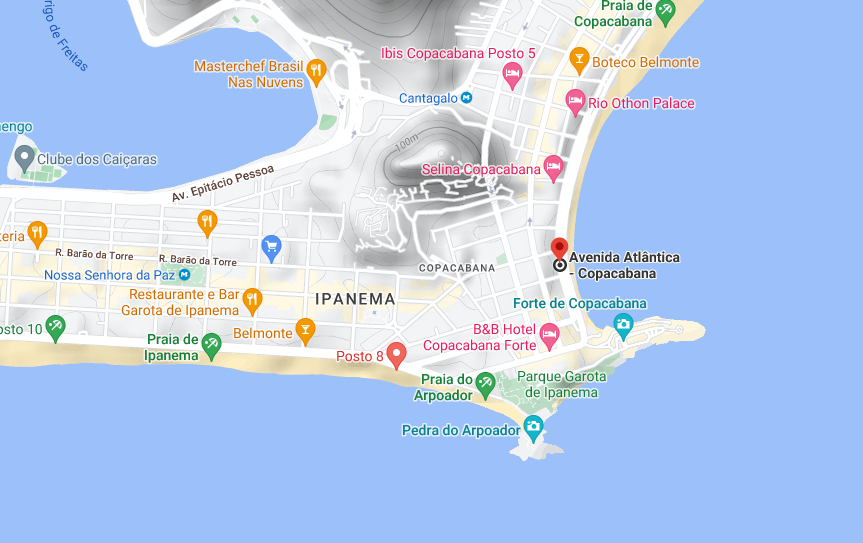 Praia de
Copacabana
rigo de Freitas
Ibis Copacabana Posto 5
Boteco Belmonte
Masterchef Brasil
Nas Nuvens
Cantagalo
Rio Othon Palace
engo
100m
Clube dos Caiçaras
Selina Copacabana
Av. Epitácio Pessoa
teria
R. Barão da Torre
R. Barão da Torre
Avenida Atlântica
- Copacabana
COPACABANA
Nossa Senhora da Paz
Restaurante e Bar
Garota de Ipanema
IPANEMA
Forte de Copacabana
osto 10
Praia de
Ipanema
Belmonte
B&B Hotel
Copacabana Forte
Posto 8
Praia do
Arpoador
Parque Garota
de Ipanema
Pedra do Arpoador